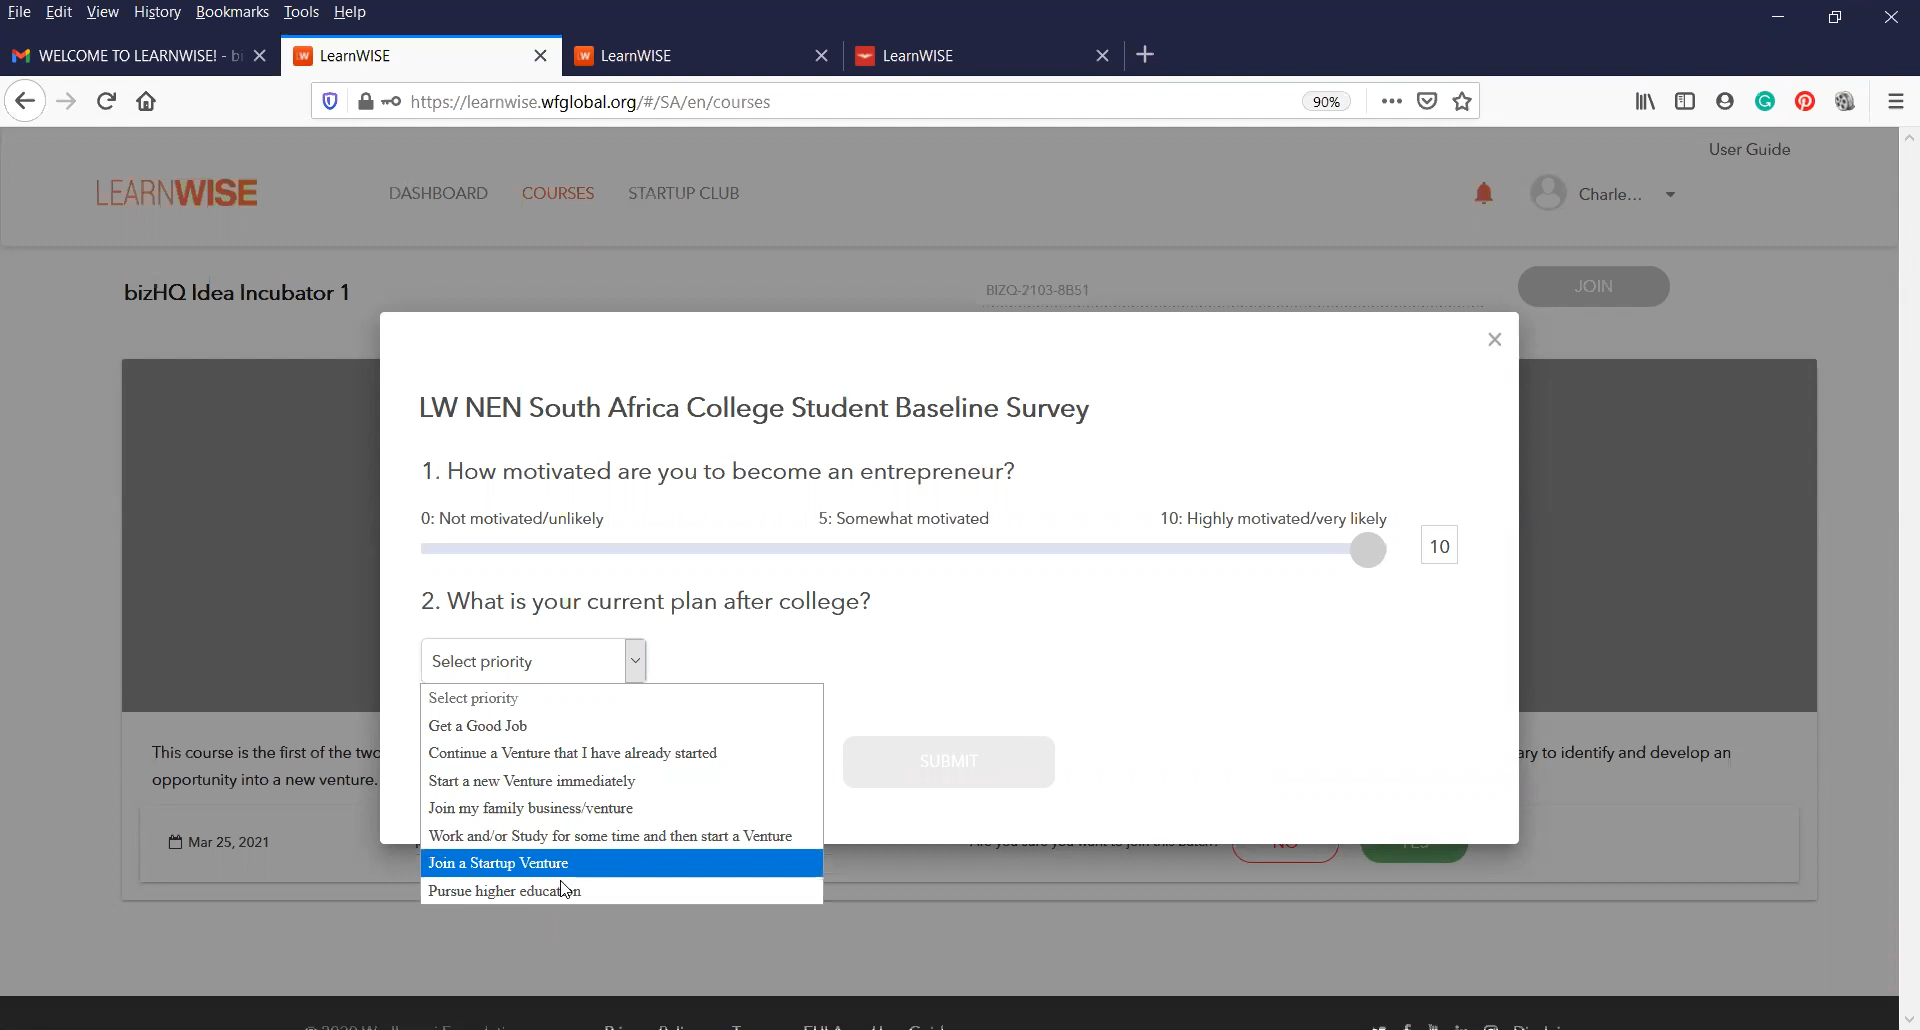 File Edit View History Bookmarks Tools Help
WELCOME TO LEARNWISE! - LearnWISE LearnWISE LearnWISE
https://learnwise.wfglobal.org/#/SA/en/courses 90%
User Guide
LEARNWISE DASHBOARD COURSES STARTUP CLUB Charle...
bizHQ Idea Incubator 1 BIZQ-2103-8B51 JOIN
LW NEN South Africa College Student Baseline Survey
1. How motivated are you to become an entrepreneur?
0: Not motivated/unlikely 5: Somewhat motivated 10: Highly motivated/very likely
10
2. What is your current plan after college?
Select priority
Select priority
Get a Good Job
Continue a Venture that I have already started
Start a new Venture immediately
Join my family business/venture
Work and/or Study for some time and then start a Venture
Join a Startup Venture
Pursue higher education
SUBMIT
This course is the first of the two ary to identify and develop an
opportunity into a new venture.
Mar 25, 2021 NO YES